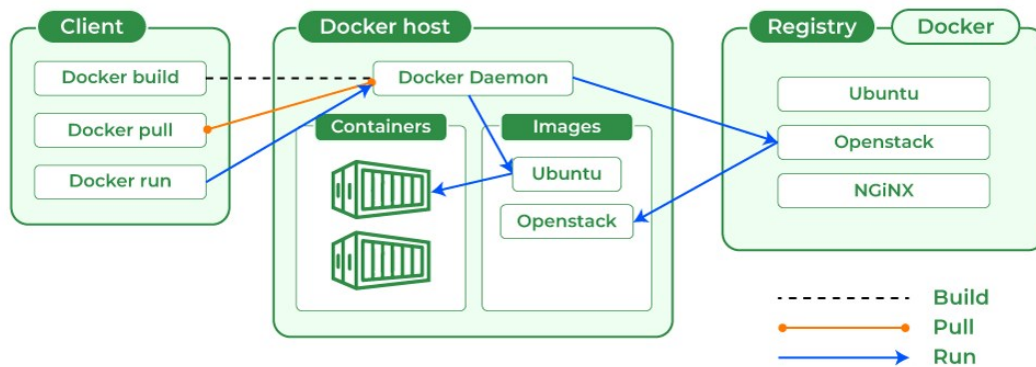 Client
Docker build
Docker pull
Docker run
Docker host
Docker Daemon
Containers
Images
Ubuntu
Openstack
Registry
Docker
Ubuntu
Openstack
NGiNX
Build
Pull
Run